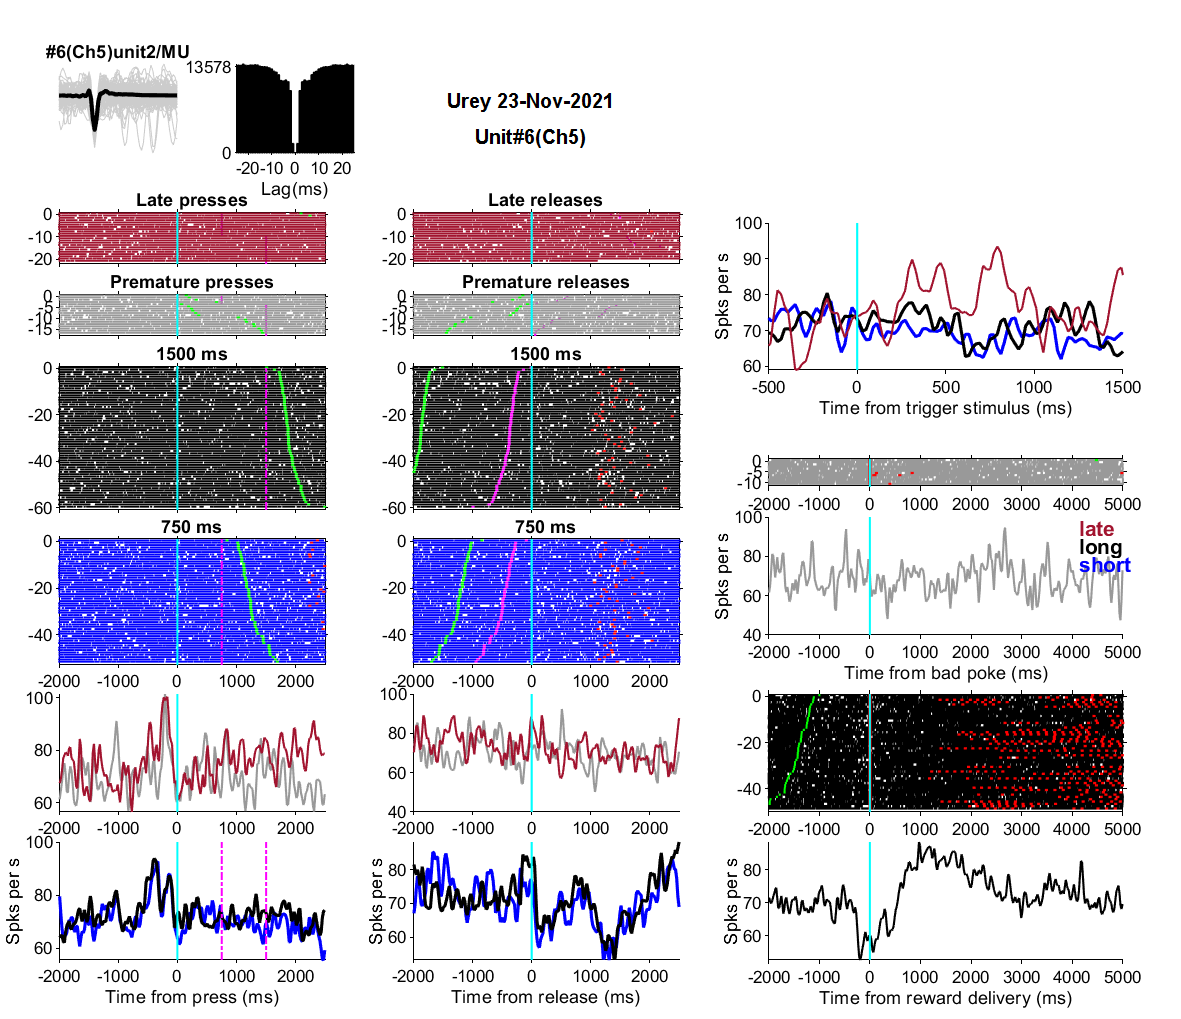 #6(Ch5)unit2/MU
13578
0
-20 -10 0 10 20
Lag(ms)
Urey 23-Nov-2021
Unit#6(Ch5)
Late presses
0
-10
-20
Premature presses
0
-5
-10
-15
1500 ms
0
-20
-40
-60
750 ms
0
-20
-40
-2000 -1000 0 1000 2000
100
80
60
-2000 -1000 0 1000 2000
100
80
60
Spks per s
-2000 -1000 0 1000 2000
Time from press (ms)
Late releases
0
-10
-20
Premature releases
0
-5
-10
-15
1500 ms
0
-20
-40
-60
750 ms
0
-20
-40
-2000 -1000 0 1000 2000
100
80
60
40
-2000 -1000 0 1000 2000
80
70
60
Spks per s
-2000 -1000 0 1000 2000
Time from release (ms)
100
90
80
70
60
Spks per s
-500 0 500 1000 1500
Time from trigger stimulus (ms)
0
-5
-10
-2000 -1000 0 1000 2000 3000 4000 5000
100
80
60
40
Spks per s
late
long
short
-2000 -1000 0 1000 2000 3000 4000 5000
Time from bad poke (ms)
0
-20
-40
-2000 -1000 0 1000 2000 3000 4000 5000
80
70
60
Spks per s
-2000 -1000 0 1000 2000 3000 4000 5000
Time from reward delivery (ms)